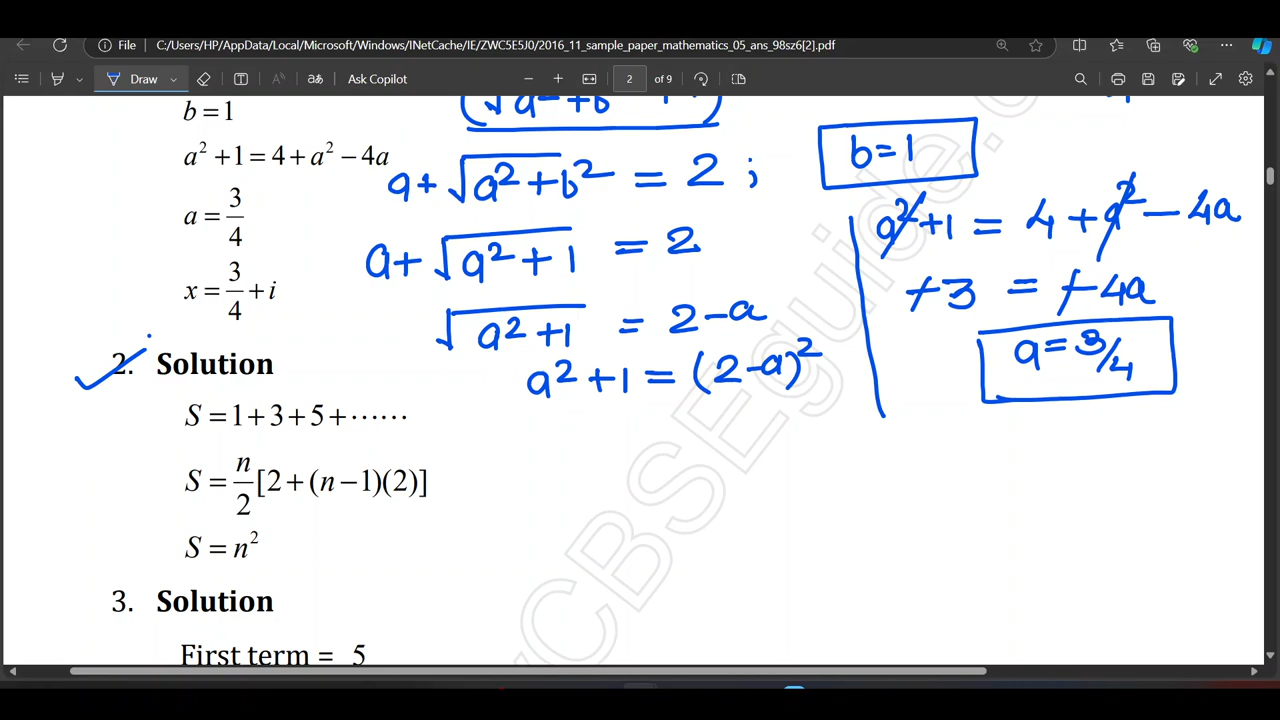 File C:/Users/HP/AppData/Local/Microsoft/Windows/INetCache/IE/ZWC5E5J0/2016_11_sample_paper_mathematics_05_ans_98sz6[2].pdf
Draw Ask Copilot 2 of 9
b = 1
a² + 1 = 4 + a² − 4a
a = 3/4
x = 3/4 + i
a + √(a² + b²) = 2 ;
a + √(a² + 1) = 2
√(a² + 1) = 2 − a
a² + 1 = (2 − a)²
b = 1
a² + 1 = 4 + a² − 4a
+3 = +4a
a = 3/4
2. Solution
S = 1 + 3 + 5 + ......
S = n/2 [2 + (n − 1)(2)]
S = n²
3. Solution
First term = 5
CBSEguide.com